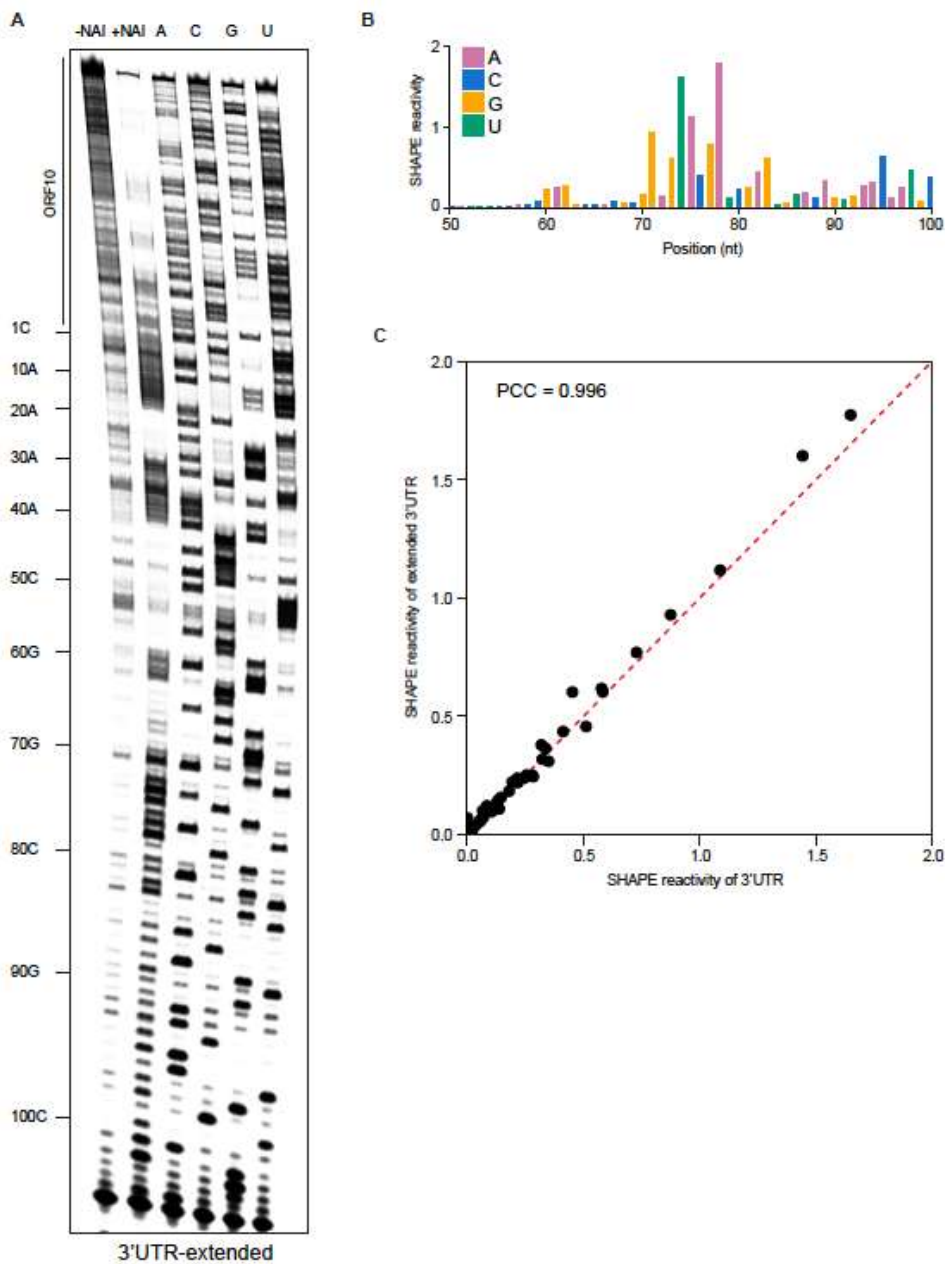 A
-NAI +NAI A C G U
ORF10
1C
10A
20A
30A
40A
50C
60G
70G
80C
90G
100C
3'UTR-extended
B
SHAPE reactivity
2
1
0
A
C
G
U
50 60 70 80 90 100
Position (nt)
C
SHAPE reactivity of extended 3'UTR
2.0
1.5
1.0
0.5
0.0
PCC = 0.996
0.0 0.5 1.0 1.5 2.0
SHAPE reactivity of 3'UTR